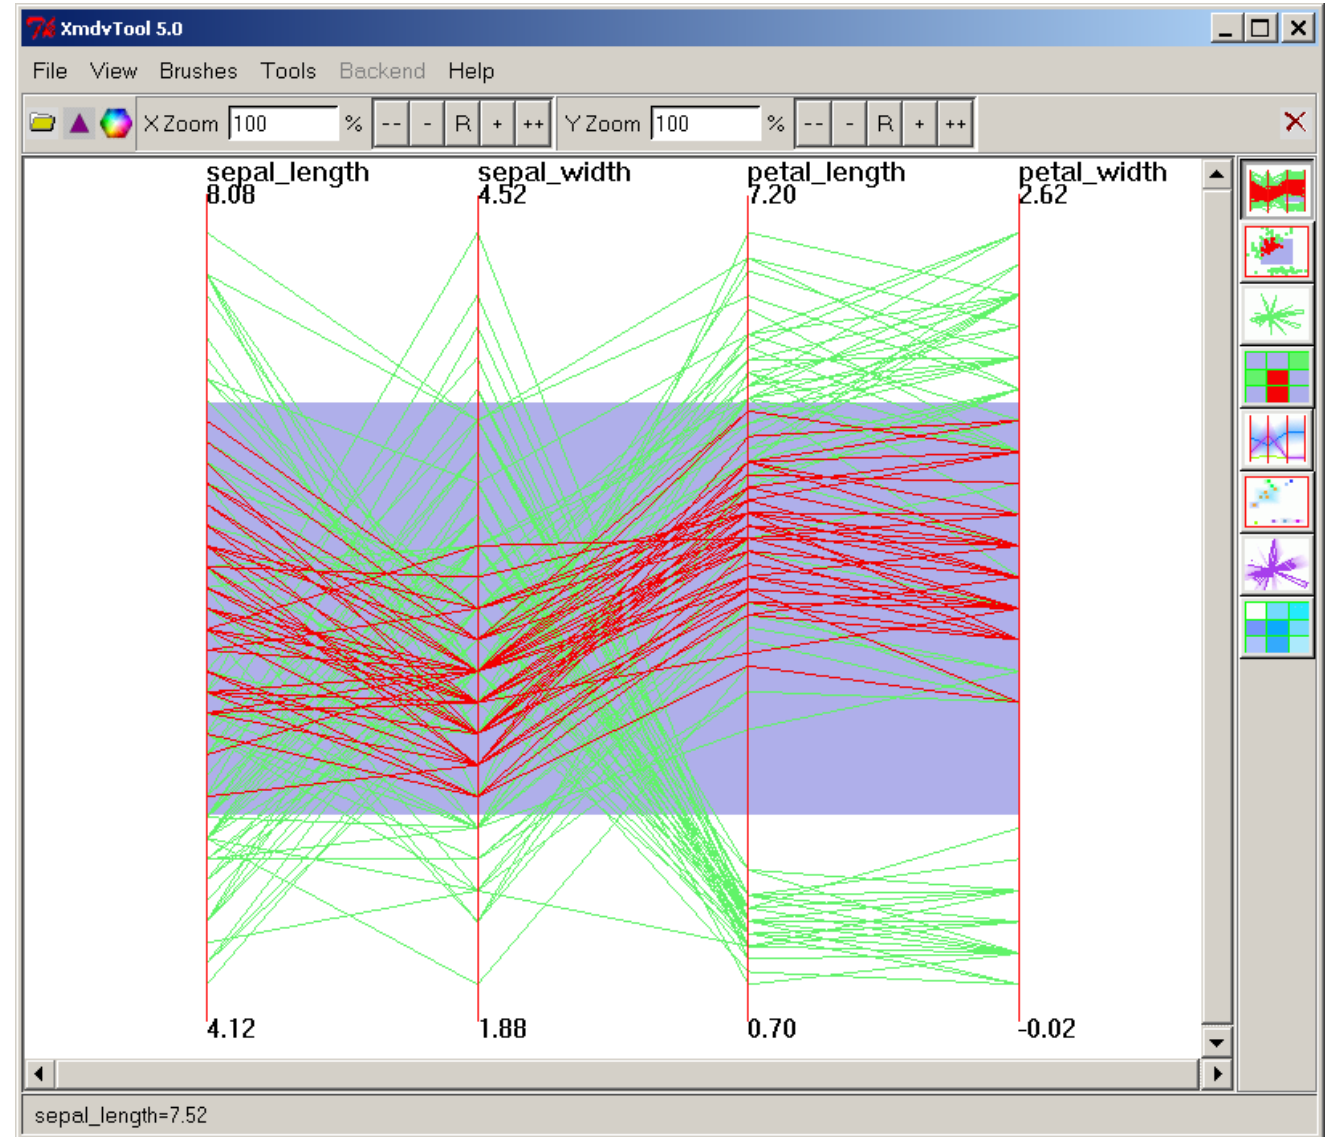 XmdvTool 5.0
File View Brushes Tools Backend Help
X Zoom 100 % -- - R + ++ Y Zoom 100 % -- - R + ++
sepal_length sepal_width petal_length petal_width
8.08 4.52 7.20 2.62
4.12 1.88 0.70 -0.02
sepal_length=7.52